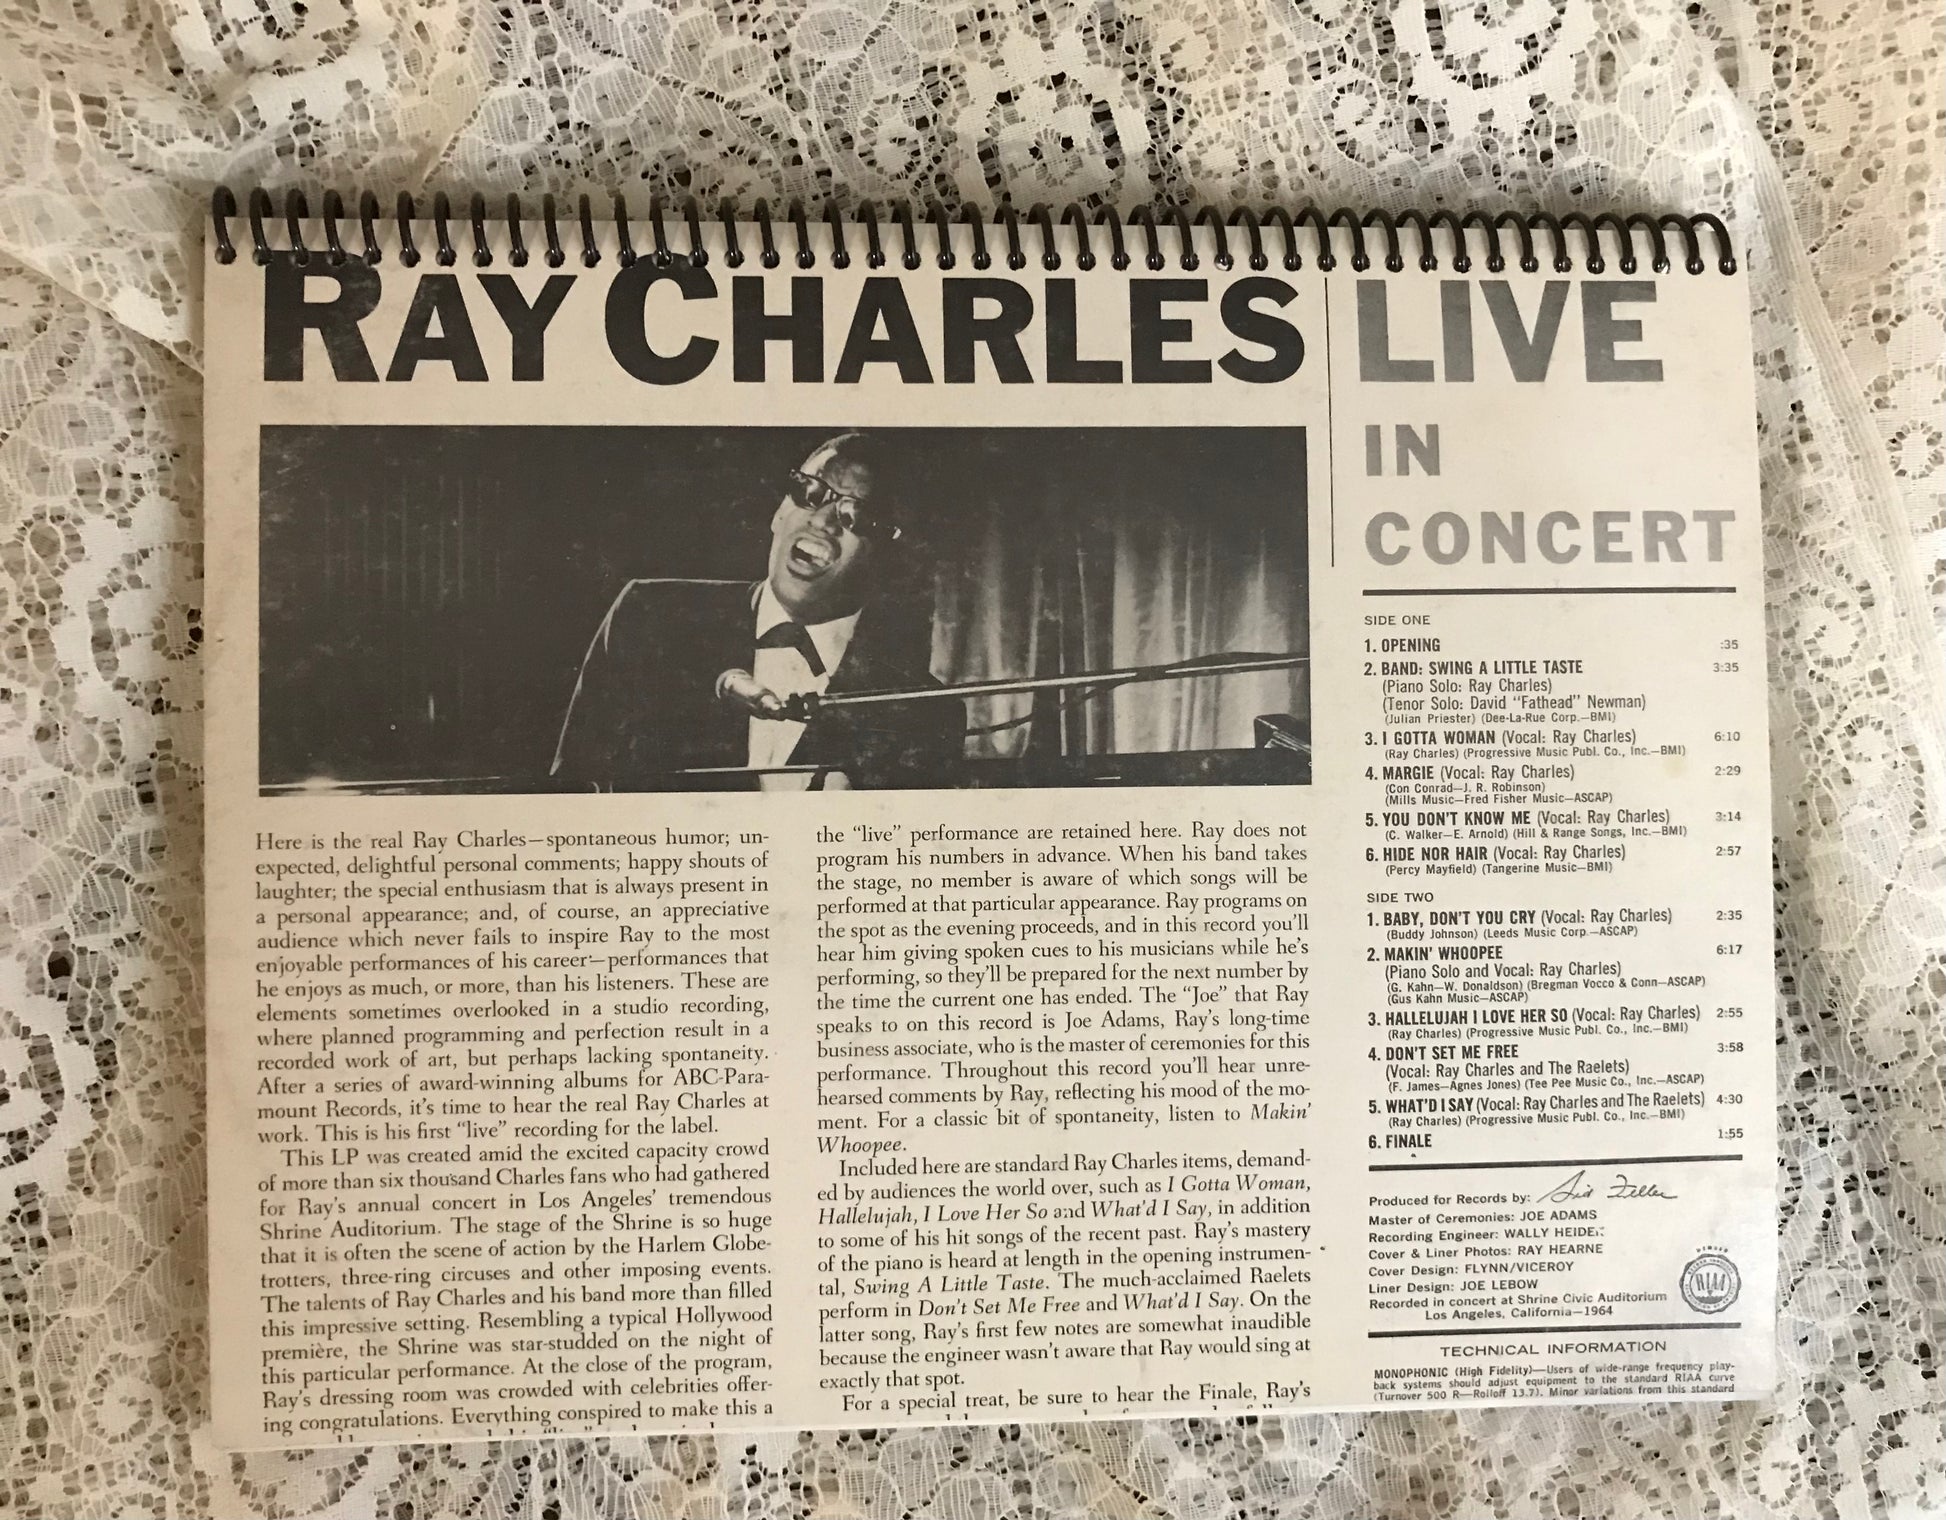 RAY CHARLES
LIVE
IN
CONCERT
Here is the real Ray Charles—spontaneous humor; un-
expected, delightful personal comments; happy shouts of
laughter; the special enthusiasm that is always present in
a personal appearance; and, of course, an appreciative
audience which never fails to inspire Ray to the most
enjoyable performances of his career—performances that
he enjoys as much, or more, than his listeners. These are
elements sometimes overlooked in a studio recording,
where planned programming and perfection result in a
recorded work of art, but perhaps lacking spontaneity.
After a series of award-winning albums for ABC-Para-
mount Records, it's time to hear the real Ray Charles at
work. This is his first "live" recording for the label.
This LP was created amid the excited capacity crowd
of more than six thousand Charles fans who had gathered
for Ray's annual concert in Los Angeles' tremendous
Shrine Auditorium. The stage of the Shrine is so huge
that it is often the scene of action by the Harlem Globe-
trotters, three-ring circuses and other imposing events.
The talents of Ray Charles and his band more than filled
this impressive setting. Resembling a typical Hollywood
première, the Shrine was star-studded on the night of
this particular performance. At the close of the program,
Ray's dressing room was crowded with celebrities offer-
ing congratulations. Everything conspired to make this a
the "live" performance are retained here. Ray does not
program his numbers in advance. When his band takes
the stage, no member is aware of which songs will be
performed at that particular appearance. Ray programs on
the spot as the evening proceeds, and in this record you'll
hear him giving spoken cues to his musicians while he's
performing, so they'll be prepared for the next number by
the time the current one has ended. The "Joe" that Ray
speaks to on this record is Joe Adams, Ray's long-time
business associate, who is the master of ceremonies for this
performance. Throughout this record you'll hear unre-
hearsed comments by Ray, reflecting his mood of the mo-
ment. For a classic bit of spontaneity, listen to Makin'
Whoopee.
Included here are standard Ray Charles items, demand-
ed by audiences the world over, such as I Gotta Woman,
Hallelujah, I Love Her So and What'd I Say, in addition
to some of his hit songs of the recent past. Ray's mastery
of the piano is heard at length in the opening instrumen-
tal, Swing A Little Taste. The much-acclaimed Raelets
perform in Don't Set Me Free and What'd I Say. On the
latter song, Ray's first few notes are somewhat inaudible
because the engineer wasn't aware that Ray would sing at
exactly that spot.
For a special treat, be sure to hear the Finale, Ray's
SIDE ONE
1. OPENING :35
2. BAND: SWING A LITTLE TASTE 3:35
(Piano Solo: Ray Charles)
(Tenor Solo: David "Fathead" Newman)
(Julian Priester) (Dee-La-Rue Corp.—BMI)
3. I GOTTA WOMAN (Vocal: Ray Charles) 6:10
(Ray Charles) (Progressive Music Publ. Co., Inc.—BMI)
4. MARGIE (Vocal: Ray Charles) 2:29
(Con Conrad—J. R. Robinson)
(Mills Music—Fred Fisher Music—ASCAP)
5. YOU DON'T KNOW ME (Vocal: Ray Charles) 3:14
(C. Walker—E. Arnold) (Hill & Range Songs, Inc.—BMI)
6. HIDE NOR HAIR (Vocal: Ray Charles) 2:57
(Percy Mayfield) (Tangerine Music—BMI)
SIDE TWO
1. BABY, DON'T YOU CRY (Vocal: Ray Charles) 2:35
(Buddy Johnson) (Leeds Music Corp.—ASCAP)
2. MAKIN' WHOOPEE 6:17
(Piano Solo and Vocal: Ray Charles)
(G. Kahn—W. Donaldson) (Bregman Vocco & Conn—ASCAP)
(Gus Kahn Music—ASCAP)
3. HALLELUJAH I LOVE HER SO (Vocal: Ray Charles) 2:55
(Ray Charles) (Progressive Music Publ. Co., Inc.—BMI)
4. DON'T SET ME FREE 3:58
(Vocal: Ray Charles and The Raelets)
(F. James—Agnes Jones) (Tee Pee Music Co., Inc.—ASCAP)
5. WHAT'D I SAY (Vocal: Ray Charles and The Raelets) 4:30
(Ray Charles) (Progressive Music Publ. Co., Inc.—BMI)
6. FINALE 1:55
Produced for Records by: Sid Feller
Master of Ceremonies: JOE ADAMS
Recording Engineer: WALLY HEIDER
Cover & Liner Photos: RAY HEARNE
Cover Design: FLYNN/VICEROY
Liner Design: JOE LEBOW
Recorded in concert at Shrine Civic Auditorium
Los Angeles, California—1964
RIAA
TECHNICAL INFORMATION
MONOPHONIC (High Fidelity)—Users of wide-range frequency play-
back systems should adjust equipment to the standard RIAA curve
(Turnover 500 R—Rolloff 13.7). Minor variations from this standard